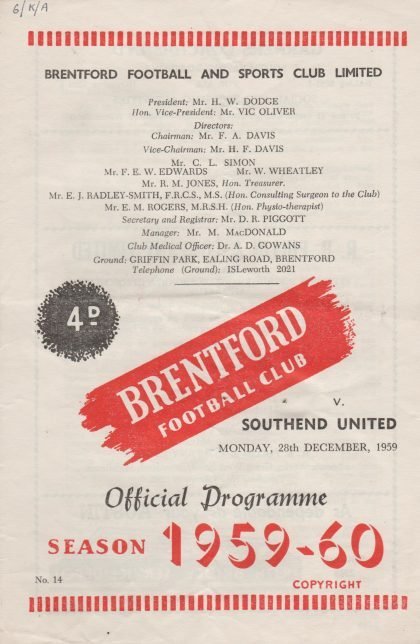 6/K/A
BRENTFORD FOOTBALL AND SPORTS CLUB LIMITED
President: Mr. H. W. DODGE
Hon. Vice-President: Mr. VIC OLIVER
Directors:
Chairman: Mr. F. A. DAVIS
Vice-Chairman: Mr. H. F. DAVIS
Mr. C. L. SIMON
Mr. F. E. W. EDWARDS Mr. W. WHEATLEY
Mr. R. M. JONES, Hon. Treasurer.
Mr. E. J. RADLEY-SMITH, F.R.C.S., M.S. (Hon. Consulting Surgeon to the Club)
Mr. E. M. ROGERS, M.R.S.H. (Hon. Physio-therapist)
Secretary and Registrar: Mr. D. R. PIGGOTT
Manager: Mr. M. MacDONALD
Club Medical Officer: Dr. A. D. GOWANS
Ground: GRIFFIN PARK, EALING ROAD, BRENTFORD
Telephone (Ground): ISLeworth 2021
4D
BRENTFORD
FOOTBALL CLUB
v.
SOUTHEND UNITED
MONDAY, 28th DECEMBER, 1959
Official Programme
SEASON 1959-60
No. 14
COPYRIGHT